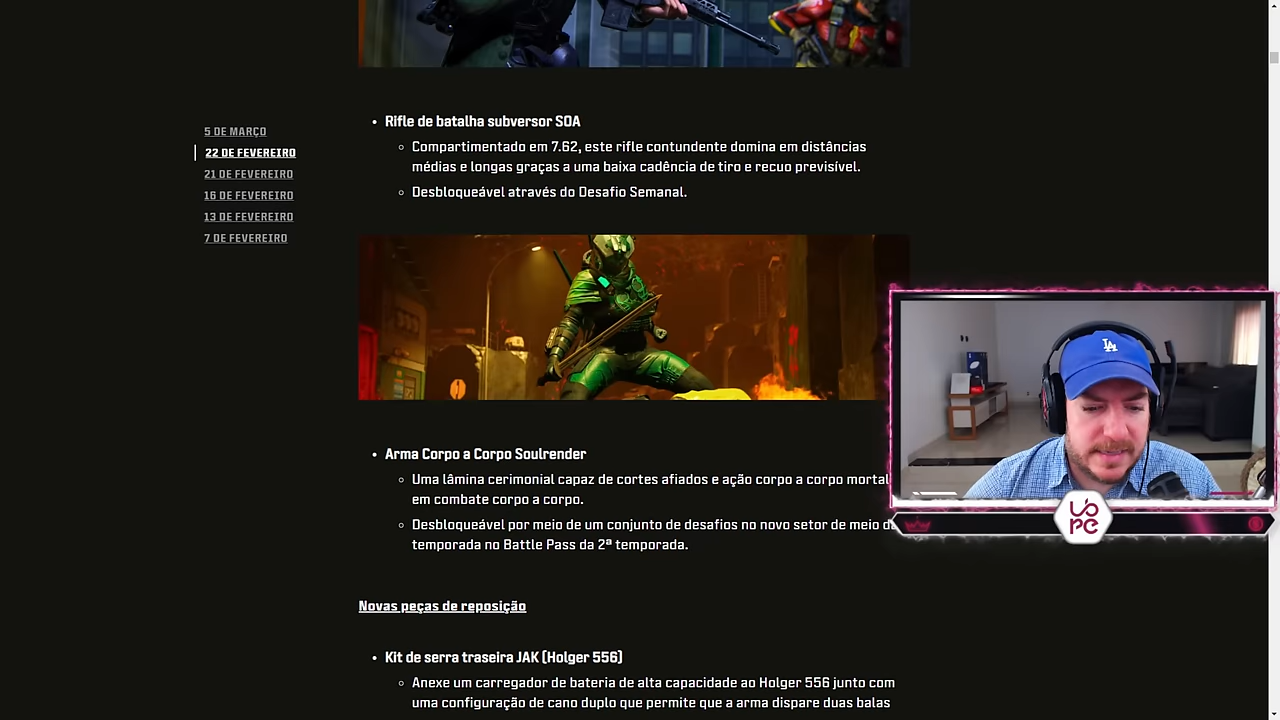 Rifle de batalha subversor SOA
Compartimentado em 7.62, este rifle contundente domina em distâncias
médias e longas graças a uma baixa cadência de tiro e recuo previsível.
Desbloqueável através do Desafio Semanal.
5 DE MARÇO
22 DE FEVEREIRO
21 DE FEVEREIRO
16 DE FEVEREIRO
13 DE FEVEREIRO
7 DE FEVEREIRO
Arma Corpo a Corpo Soulrender
Uma lâmina cerimonial capaz de cortes afiados e ação corpo a corpo mortal
em combate corpo a corpo.
Desbloqueável por meio de um conjunto de desafios no novo setor de meio
temporada no Battle Pass da 2ª temporada.
Novas peças de reposição
Kit de serra traseira JAK (Holger 556)
Anexe um carregador de bateria de alta capacidade ao Holger 556 junto com
uma configuração de cano duplo que permite que a arma dispare duas balas
LA
LOPC